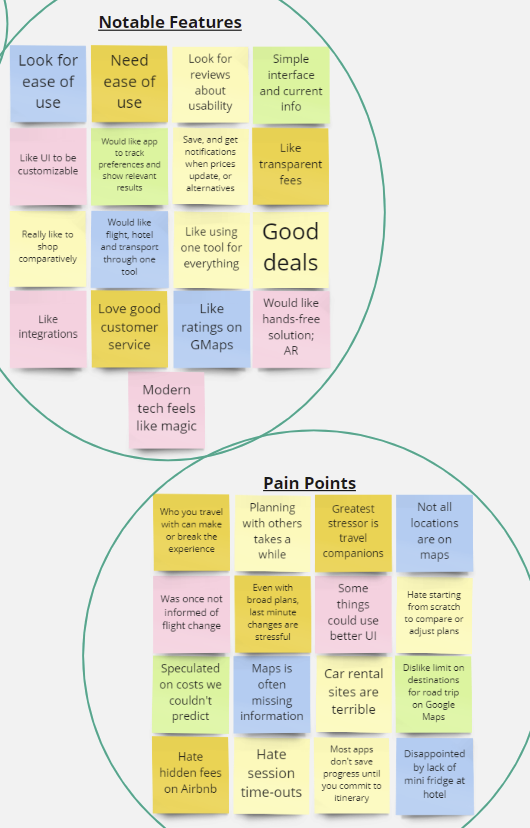 Notable Features
Look for
ease of
use
Need
ease of
use
Look for
reviews
about
usability
Simple
interface
and current
info
Like UI to be
customizable
Would like app
to track
preferences and
show relevant
results
Save, and get
notifications
when prices
update, or
alternatives
Like
transparent
fees
Really like to
shop
comparatively
Would like
flight, hotel
and transport
through one
tool
Like using
one tool for
everything
Good
deals
Like
integrations
Love good
customer
service
Like
ratings on
GMaps
Would like
hands-free
solution;
AR
Modern
tech feels
like magic
Pain Points
Who you travel
with can make
or break the
experience
Planning
with others
takes a
while
Greatest
stressor is
travel
companions
Not all
locations
are on
maps
Was once not
informed of
flight change
Even with
broad plans,
last minute
changes are
stressful
Some
things
could use
better UI
Hate starting
from scratch
to compare or
adjust plans
Speculated
on costs we
couldn't
predict
Maps is
often
missing
information
Car rental
sites are
terrible
Dislike limit on
destinations
for road trip
on Google
Maps
Hate
hidden fees
on Airbnb
Hate
session
time-outs
Most apps
don't save
progress until
you commit to
itinerary
Disappointed
by lack of
mini fridge at
hotel